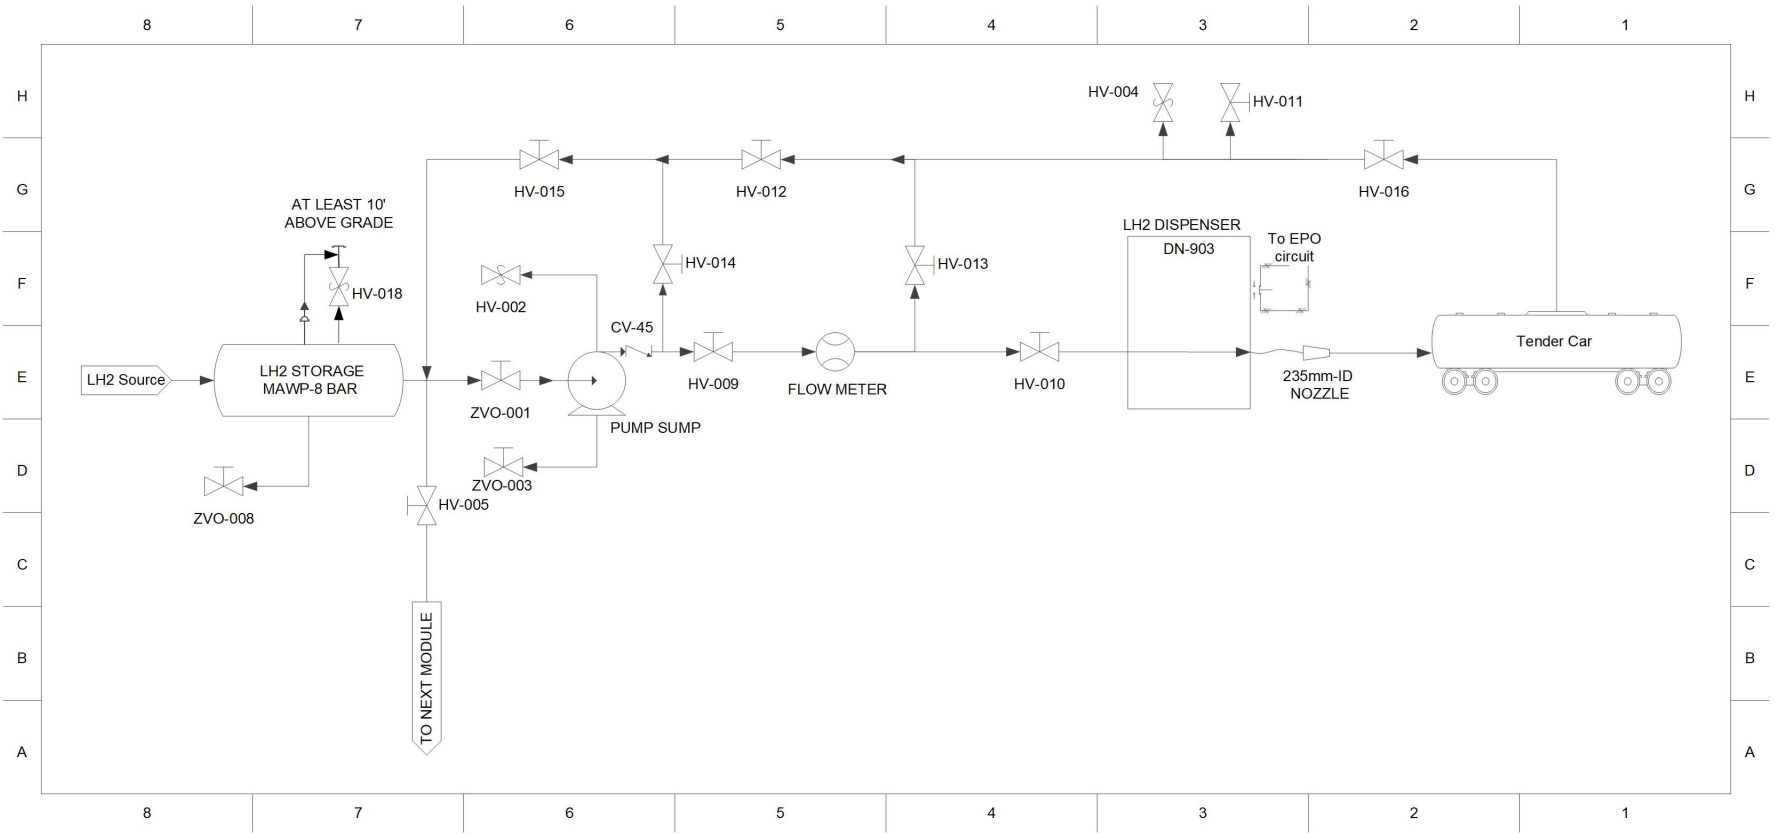 8 7 6 5 4 3 2 1
H H
HV-004
HV-011
G G
HV-015
HV-012
HV-016
AT LEAST 10'
ABOVE GRADE
LH2 DISPENSER
DN-903
To EPO
circuit
F F
HV-018
HV-014
HV-013
HV-002
CV-45
E E
LH2 Source
LH2 STORAGE
MAWP-8 BAR
ZVO-001
HV-009
FLOW METER
HV-010
235mm-ID
NOZZLE
Tender Car
PUMP SUMP
D D
ZVO-003
ZVO-008
HV-005
C C
TO NEXT MODULE
B B
A A
8 7 6 5 4 3 2 1